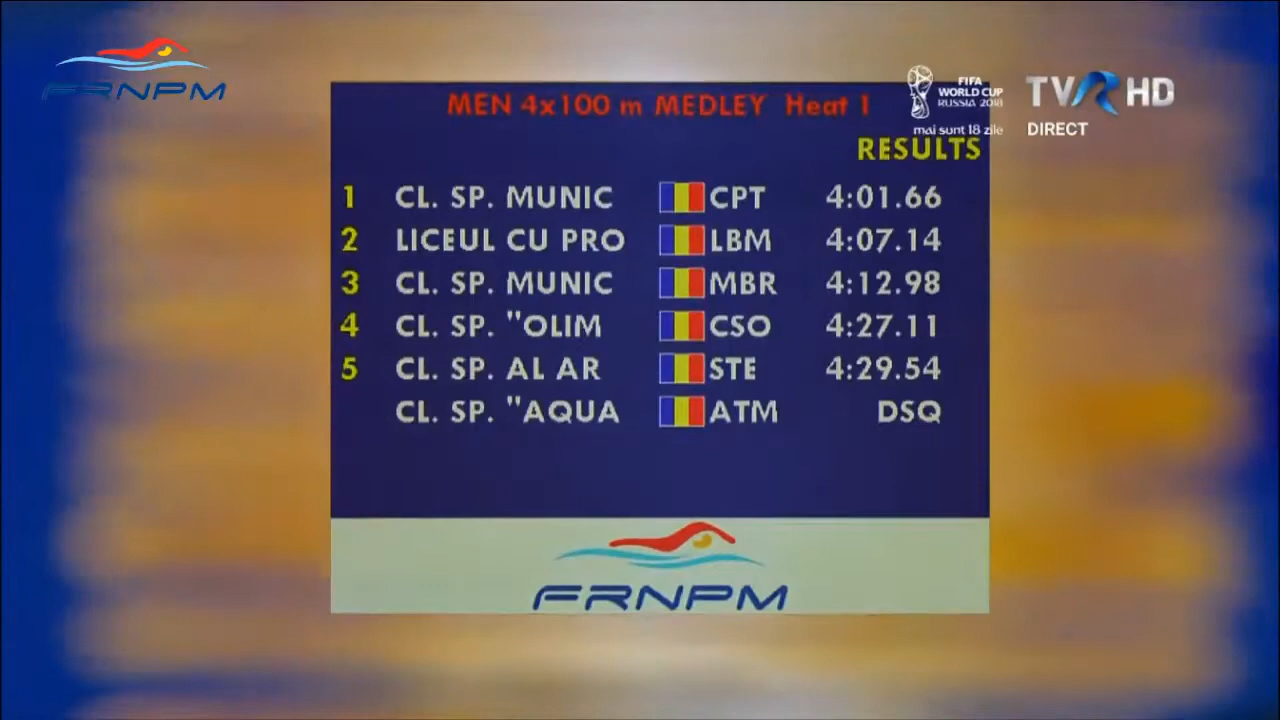 FRNPM
FIFA
WORLD CUP
RUSSIA 2018
mai sunt 18 zile
TVR HD
DIRECT
MEN 4x100 m MEDLEY Heat 1
RESULTS
1 CL. SP. MUNIC CPT 4:01.66
2 LICEUL CU PRO LBM 4:07.14
3 CL. SP. MUNIC MBR 4:12.98
4 CL. SP. "OLIM CSO 4:27.11
5 CL. SP. AL AR STE 4:29.54
CL. SP. "AQUA ATM DSQ
FRNPM